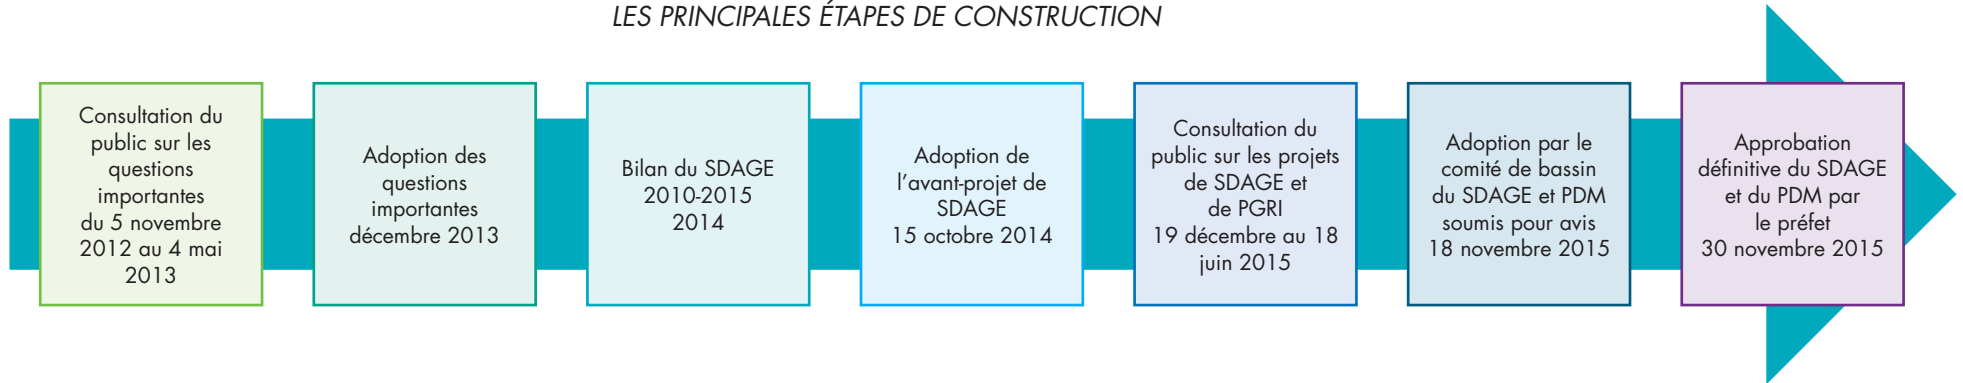 LES PRINCIPALES ÉTAPES DE CONSTRUCTION
Consultation du
public sur les
questions
importantes
du 5 novembre
2012 au 4 mai
2013
Adoption des
questions
importantes
décembre 2013
Bilan du SDAGE
2010-2015
2014
Adoption de
l’avant-projet de
SDAGE
15 octobre 2014
Consultation du
public sur les projets
de SDAGE et
de PGRI
19 décembre au 18
juin 2015
Adoption par le
comité de bassin
du SDAGE et PDM
soumis pour avis
18 novembre 2015
Approbation
définitive du SDAGE
et du PDM par
le préfet
30 novembre 2015